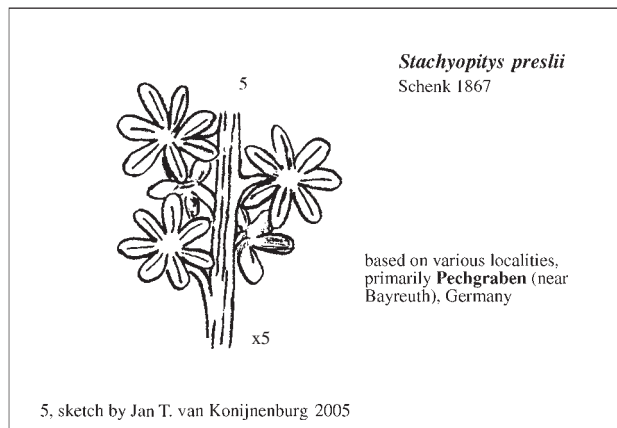 5
Stachyopitys preslii
Schenk 1867
based on various localities,
primarily Pechgraben (near
Bayreuth), Germany
x5
5, sketch by Jan T. van Konijnenburg 2005